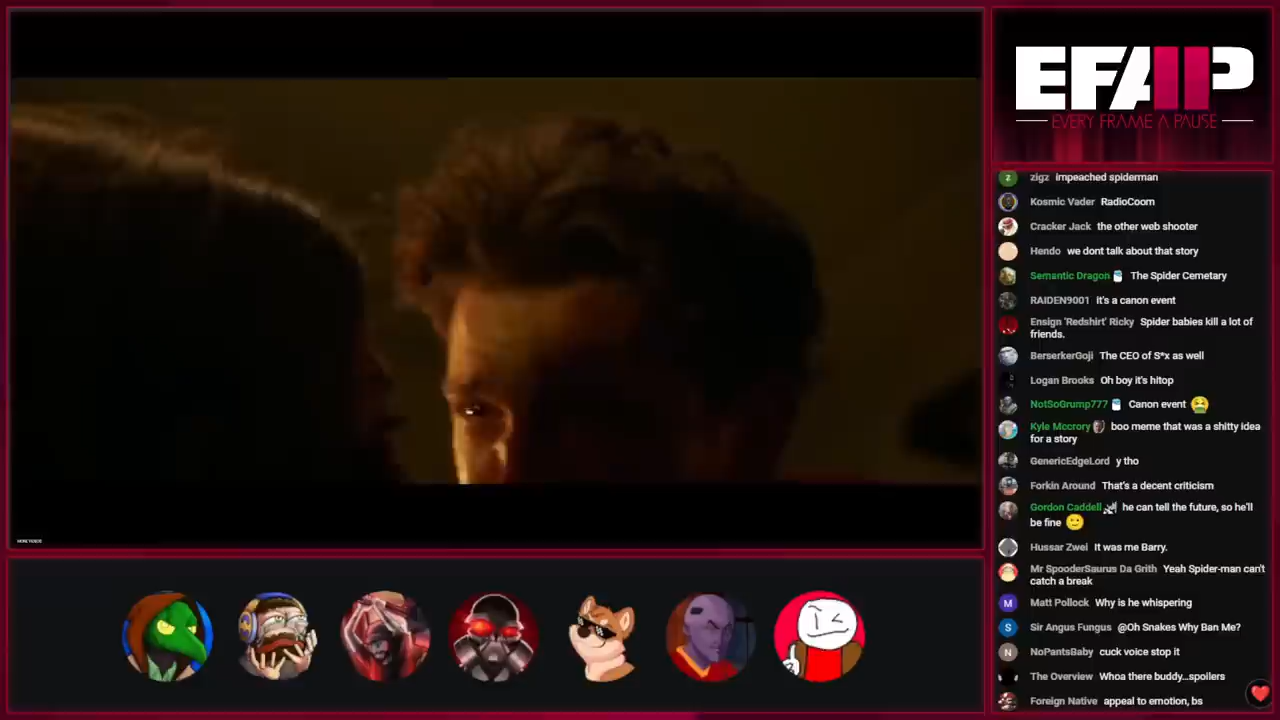 EFAP
EVERY FRAME A PAUSE
zigz impeached spiderman
Kosmic Vader RadioCoom
Cracker Jack the other web shooter
Hendo we dont talk about that story
Semantic Dragon The Spider Cemetary
RAIDEN9001 it's a canon event
Ensign 'Redshirt' Ricky Spider babies kill a lot of
friends.
BerserkerGoji The CEO of S*x as well
Logan Brooks Oh boy it's hitop
NotSoGrump777 Canon event
Kyle Mccrory boo meme that was a shitty idea
for a story
GenericEdgeLord y tho
Forkin Around That's a decent criticism
Gordon Caddell he can tell the future, so he'll
be fine
Hussar Zwei It was me Barry.
Mr SpooderSaurus Da Grith Yeah Spider-man can't
catch a break
M Matt Pollock Why is he whispering
S Sir Angus Fungus @Oh Snakes Why Ban Me?
N NoPantsBaby cuck voice stop it
The Overview Whoa there buddy...spoilers
Foreign Native appeal to emotion, bs